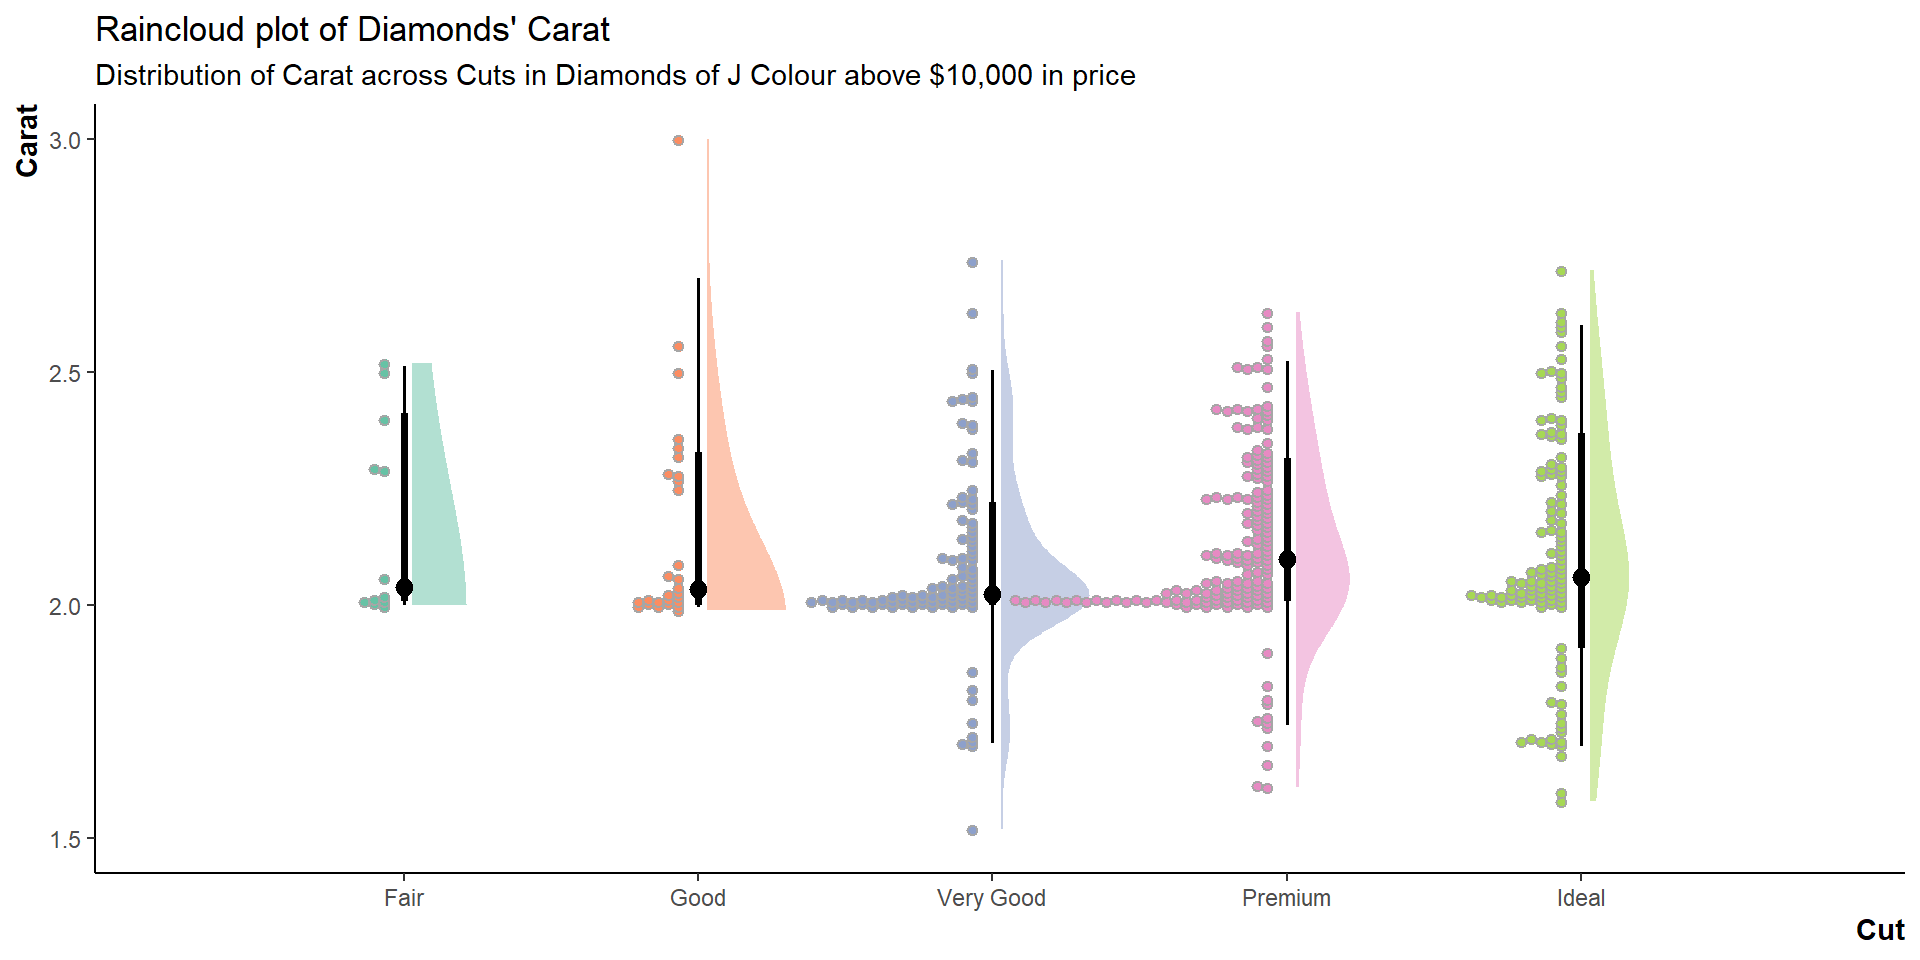 Raincloud plot of Diamonds' Carat
Distribution of Carat across Cuts in Diamonds of J Colour above $10,000 in price
Carat
3.0
2.5
2.0
1.5
Fair
Good
Very Good
Premium
Ideal
Cut